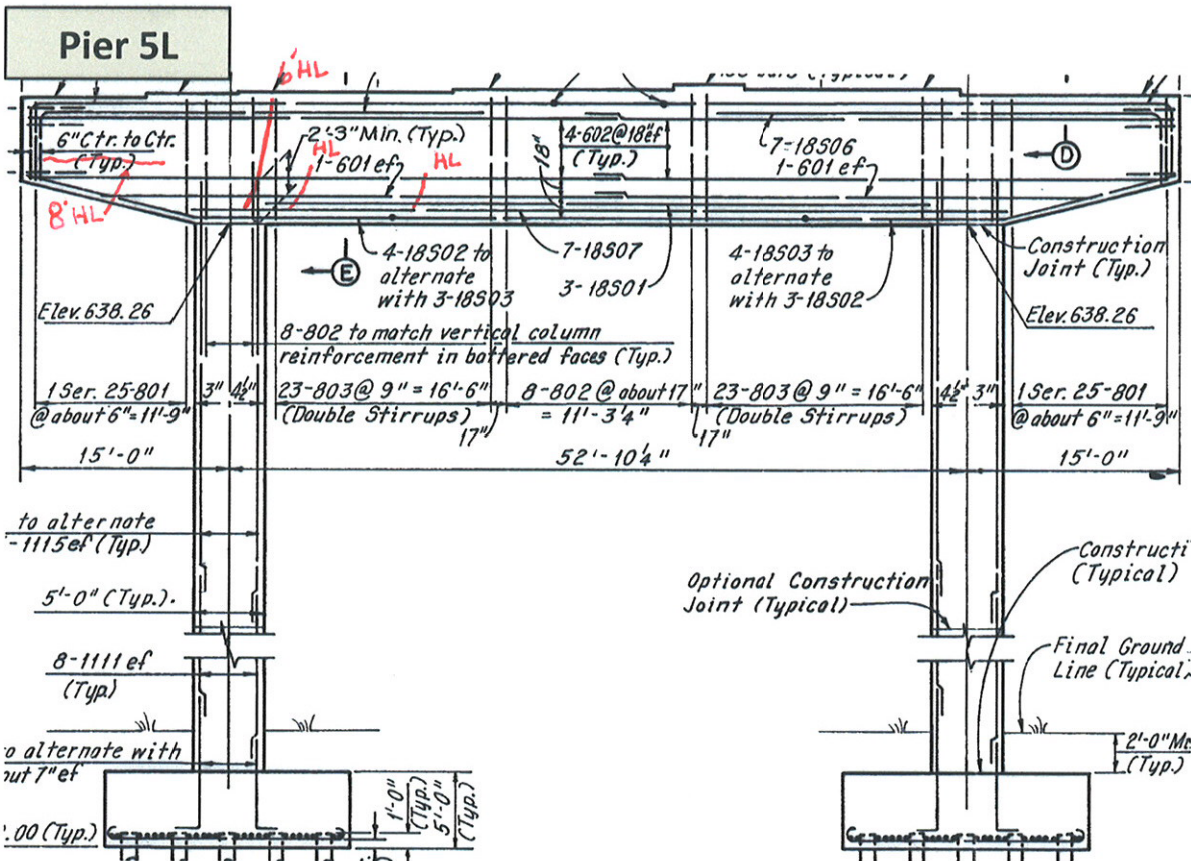 Pier 5L
6' HL
6" Ctr. to Ctr.
(Typ.)
8' HL
2'-3" Min. (Typ.)
HL
1-601 ef
HL
18"
4-602@18"ef
(Typ.)
7-18S06
1-601 ef
D
E
4-18S02 to
alternate
with 3-18S03
7-18S07
3-18S01
4-18S03 to
alternate
with 3-18S02
Construction
Joint (Typ.)
Elev. 638.26
Elev. 638.26
8-802 to match vertical column
reinforcement in battered faces (Typ.)
1 Ser. 25-801
@ about 6" = 11'-9"
3" 4½"
23-803 @ 9" = 16'-6"
(Double Stirrups)
17"
8-802 @ about 17"
= 11'-3¼"
17"
23-803 @ 9" = 16'-6"
(Double Stirrups)
4½" 3"
1 Ser. 25-801
@ about 6" = 11'-9"
15'-0"
52'-10¼"
15'-0"
to alternate
-1115 ef (Typ.)
5'-0" (Typ.)
8-1111 ef
(Typ.)
to alternate with
7" ef
.00 (Typ.)
1'-0"
(Typ.)
5'-0"
(Typ.)
Optional Construction
Joint (Typical)
Constructi
(Typical)
Final Ground
Line (Typical)
2'-0" M
(Typ.)